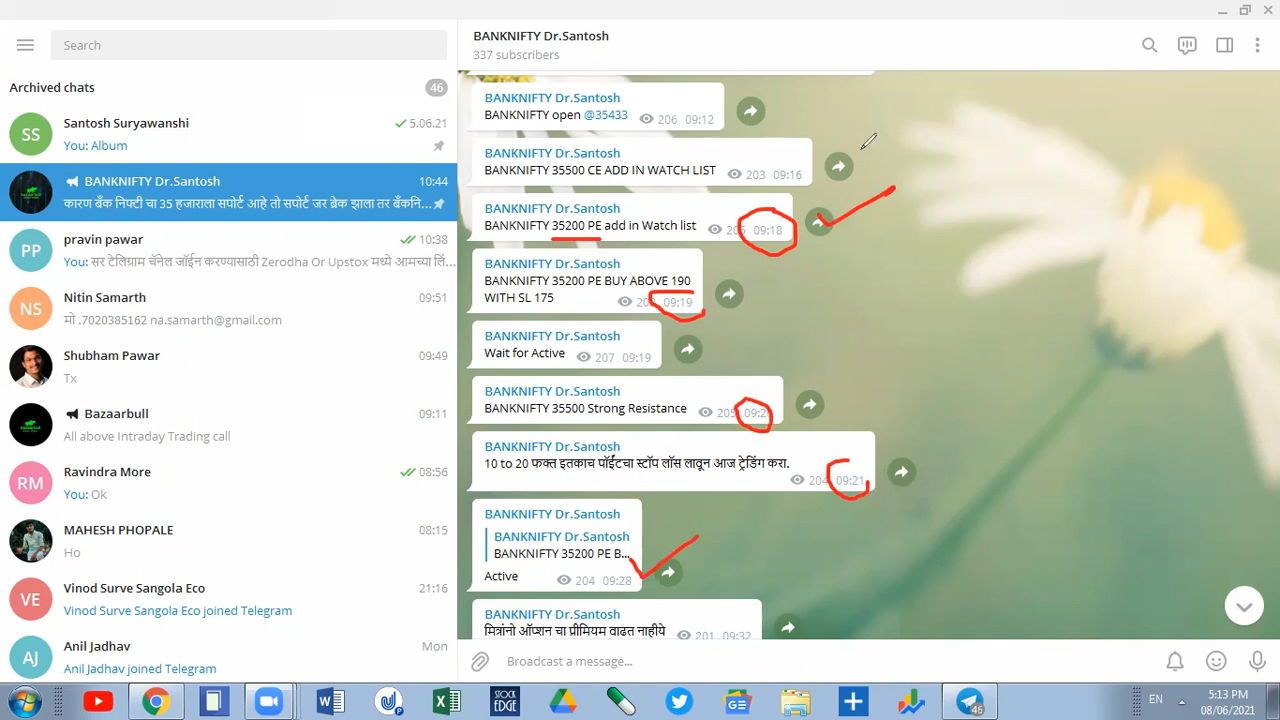 Search
Archived chats
46
SS
Santosh Suryawanshi
5.06.21
You: Album
BANKNIFTY Dr.Santosh
10:44
कारण बँक निफ्टी चा 35 हजाराला सपोर्ट आहे तो सपोर्ट जर ब्रेक झाला तर बँकनि...
PP
pravin pawar
10:38
You: सर टेलिग्राम चॅनेल जॉईन करण्यासाठी Zerodha Or Upstox मध्ये आमच्या लिं...
NS
Nitin Samarth
09:51
मो .7020385162 na.samarth@gmail.com
Shubham Pawar
09:49
Tx
Bazaarbull
09:11
All above Intraday Trading call
RM
Ravindra More
08:56
You: Ok
MAHESH PHOPALE
08:15
Ho
VE
Vinod Surve Sangola Eco
21:16
Vinod Surve Sangola Eco joined Telegram
AJ
Anil Jadhav
Mon
Anil Jadhav joined Telegram
BANKNIFTY Dr.Santosh
337 subscribers
BANKNIFTY Dr.Santosh
BANKNIFTY open @35433 206 09:12
BANKNIFTY Dr.Santosh
BANKNIFTY 35500 CE ADD IN WATCH LIST 203 09:16
BANKNIFTY Dr.Santosh
BANKNIFTY 35200 PE add in Watch list 09:18
BANKNIFTY Dr.Santosh
BANKNIFTY 35200 PE BUY ABOVE 190
WITH SL 175 09:19
BANKNIFTY Dr.Santosh
Wait for Active 207 09:19
BANKNIFTY Dr.Santosh
BANKNIFTY 35500 Strong Resistance
BANKNIFTY Dr.Santosh
10 to 20 फक्त इतकाच पॉईंटचा स्टॉप लॉस लावून आज ट्रेडिंग करा.
204 09:21
BANKNIFTY Dr.Santosh
BANKNIFTY Dr.Santosh
BANKNIFTY 35200 PE B...
Active 204 09:28
BANKNIFTY Dr.Santosh
मित्रांनो ऑप्शन चा प्रीमियम वाढत नाहीये 201 09:32
Broadcast a message...
STOCK
EDGE
46
EN
5:13 PM
08/06/2021